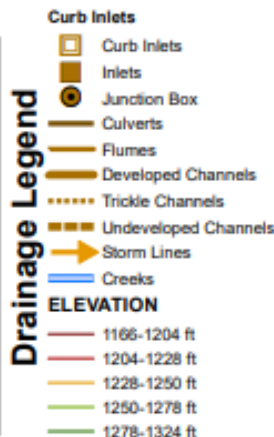 Drainage Legend
Curb Inlets
Curb Inlets
Inlets
Junction Box
Culverts
Flumes
Developed Channels
Trickle Channels
Undeveloped Channels
Storm Lines
Creeks
ELEVATION
1166-1204 ft
1204-1228 ft
1228-1250 ft
1250-1278 ft
1278-1324 ft